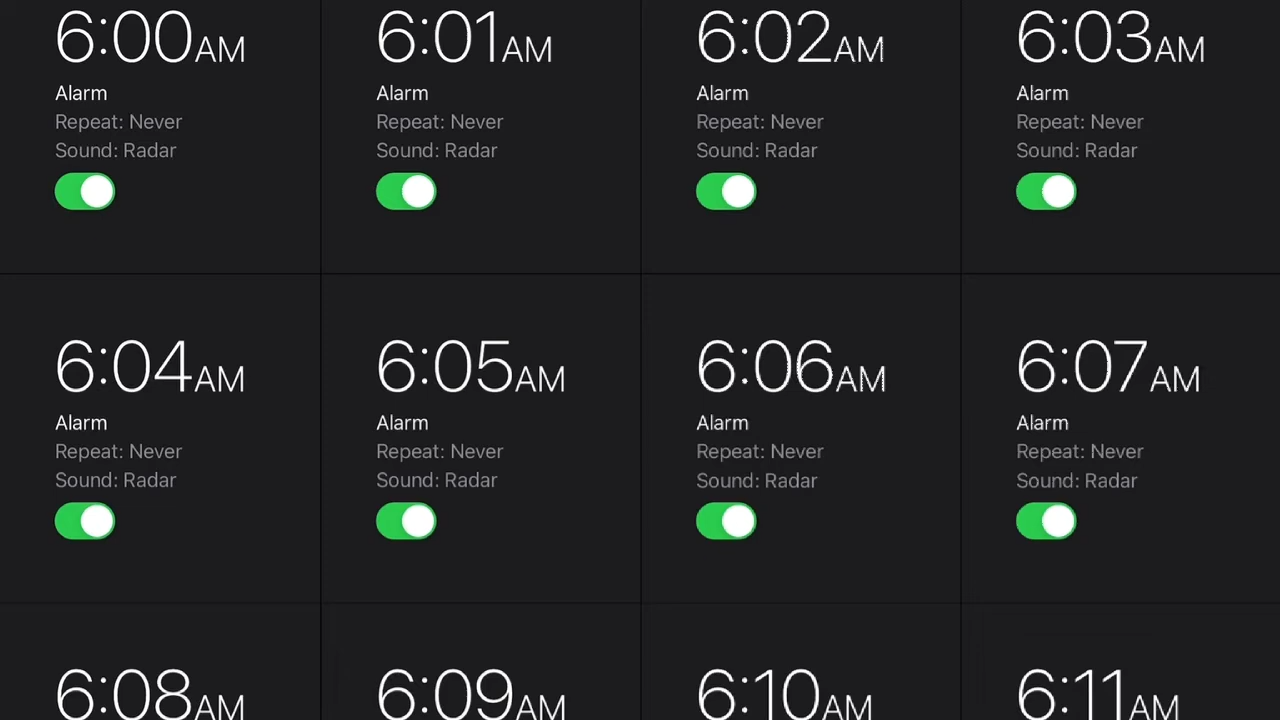 6:00AM 6:01AM 6:02AM 6:03AM
Alarm Alarm Alarm Alarm
Repeat: Never Repeat: Never Repeat: Never Repeat: Never
Sound: Radar Sound: Radar Sound: Radar Sound: Radar
6:04AM 6:05AM 6:06AM 6:07AM
Alarm Alarm Alarm Alarm
Repeat: Never Repeat: Never Repeat: Never Repeat: Never
Sound: Radar Sound: Radar Sound: Radar Sound: Radar
6:08AM 6:09AM 6:10AM 6:11AM